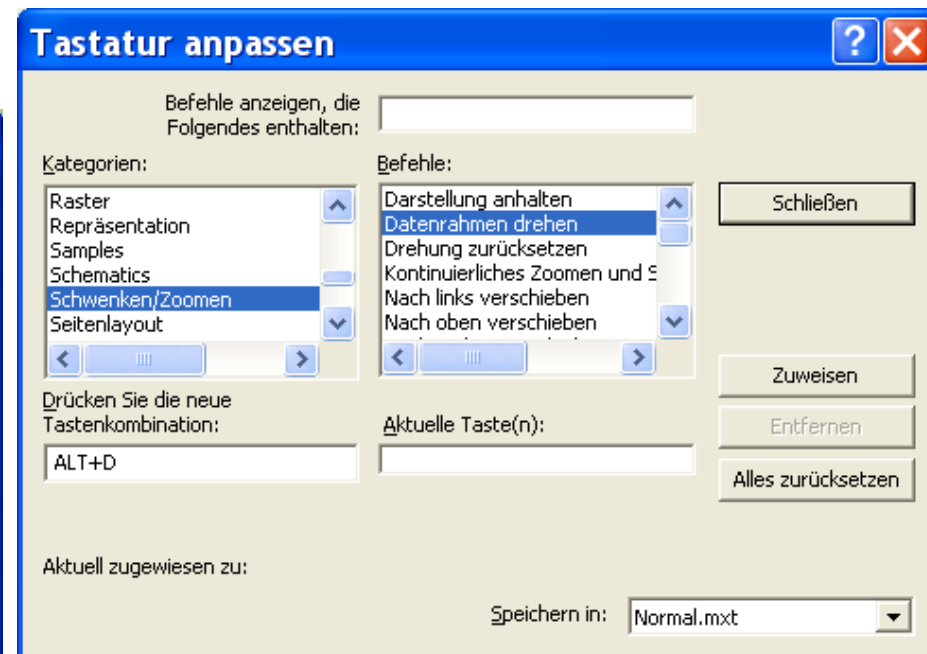 Tastatur anpassen
Befehle anzeigen, die
Folgendes enthalten:
Kategorien:
Raster
Repräsentation
Samples
Schematics
Schwenken/Zoomen
Seitenlayout
Befehle:
Darstellung anhalten
Datenrahmen drehen
Drehung zurücksetzen
Kontinuierliches Zoomen und S
Nach links verschieben
Nach oben verschieben
Schließen
Zuweisen
Entfernen
Alles zurücksetzen
Drücken Sie die neue
Tastenkombination:
ALT+D
Aktuelle Taste(n):
Aktuell zugewiesen zu:
Speichern in:
Normal.mxt